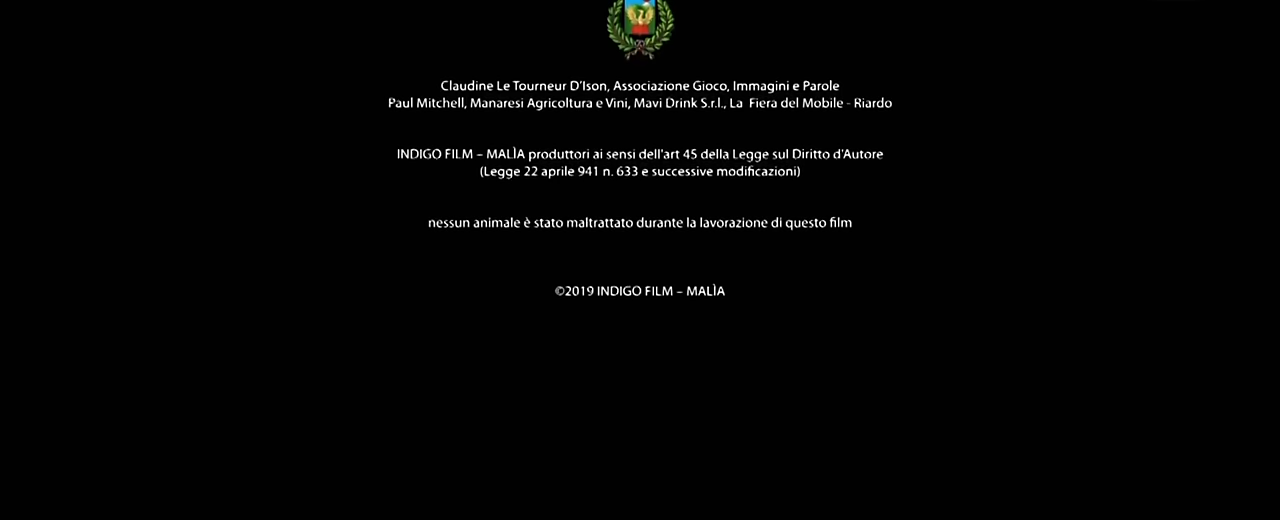 Claudine Le Tourneur D'Ison, Associazione Gioco, Immagini e Parole
Paul Mitchell, Manaresi Agricoltura e Vini, Mavi Drink S.r.l., La Fiera del Mobile - Riardo
INDIGO FILM – MALÌA produttori ai sensi dell'art 45 della Legge sul Diritto d'Autore
(Legge 22 aprile 941 n. 633 e successive modificazioni)
nessun animale è stato maltrattato durante la lavorazione di questo film
©2019 INDIGO FILM – MALÌA